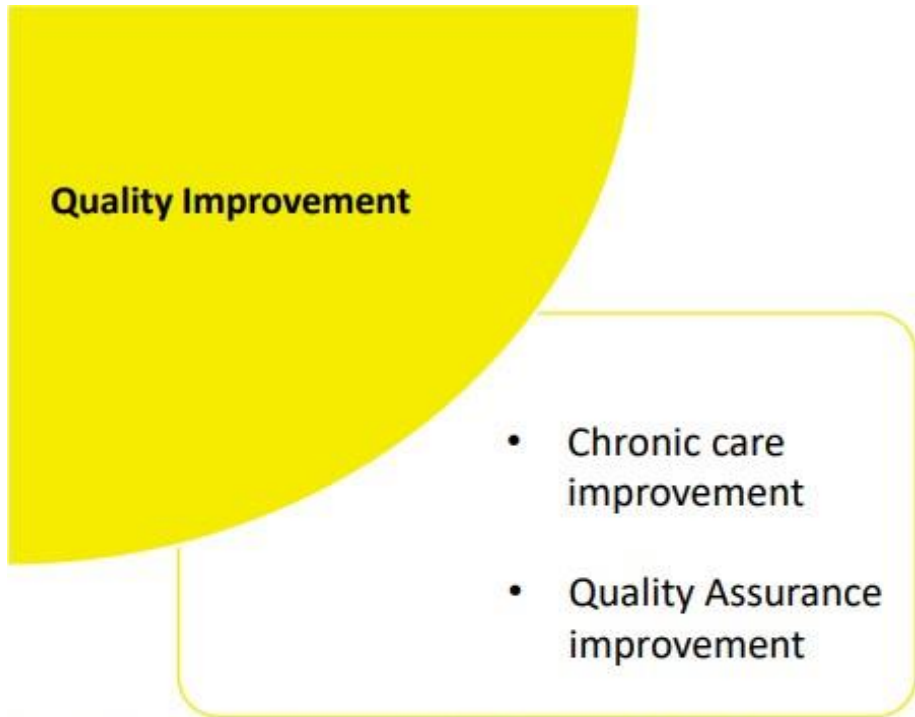 Quality Improvement
• Chronic care
improvement
• Quality Assurance
improvement